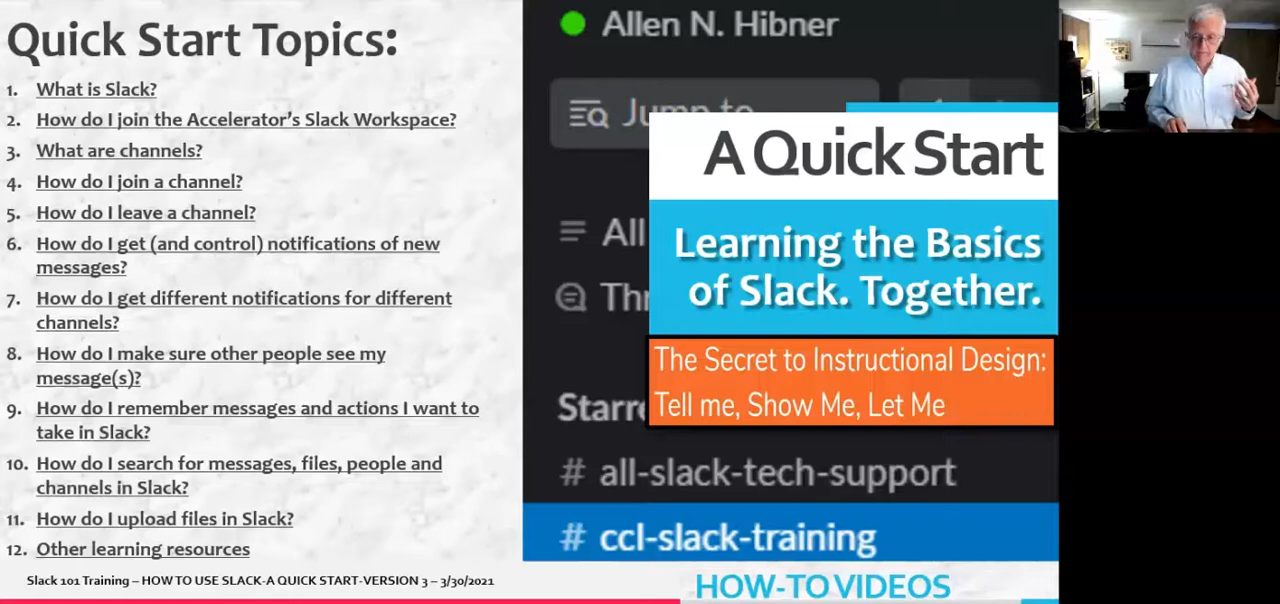 Quick Start Topics:
1. What is Slack?
2. How do I join the Accelerator's Slack Workspace?
3. What are channels?
4. How do I join a channel?
5. How do I leave a channel?
6. How do I get (and control) notifications of new
messages?
7. How do I get different notifications for different
channels?
8. How do I make sure other people see my
message(s)?
9. How do I remember messages and actions I want to
take in Slack?
10. How do I search for messages, files, people and
channels in Slack?
11. How do I upload files in Slack?
12. Other learning resources
Slack 101 Training – HOW TO USE SLACK-A QUICK START-VERSION 3 – 3/30/2021
Allen N. Hibner
Jump to
A Quick Start
All
Learning the Basics
of Slack. Together.
Thr
The Secret to Instructional Design:
Tell me, Show Me, Let Me
Starre
# all-slack-tech-support
# ccl-slack-training
HOW-TO VIDEOS